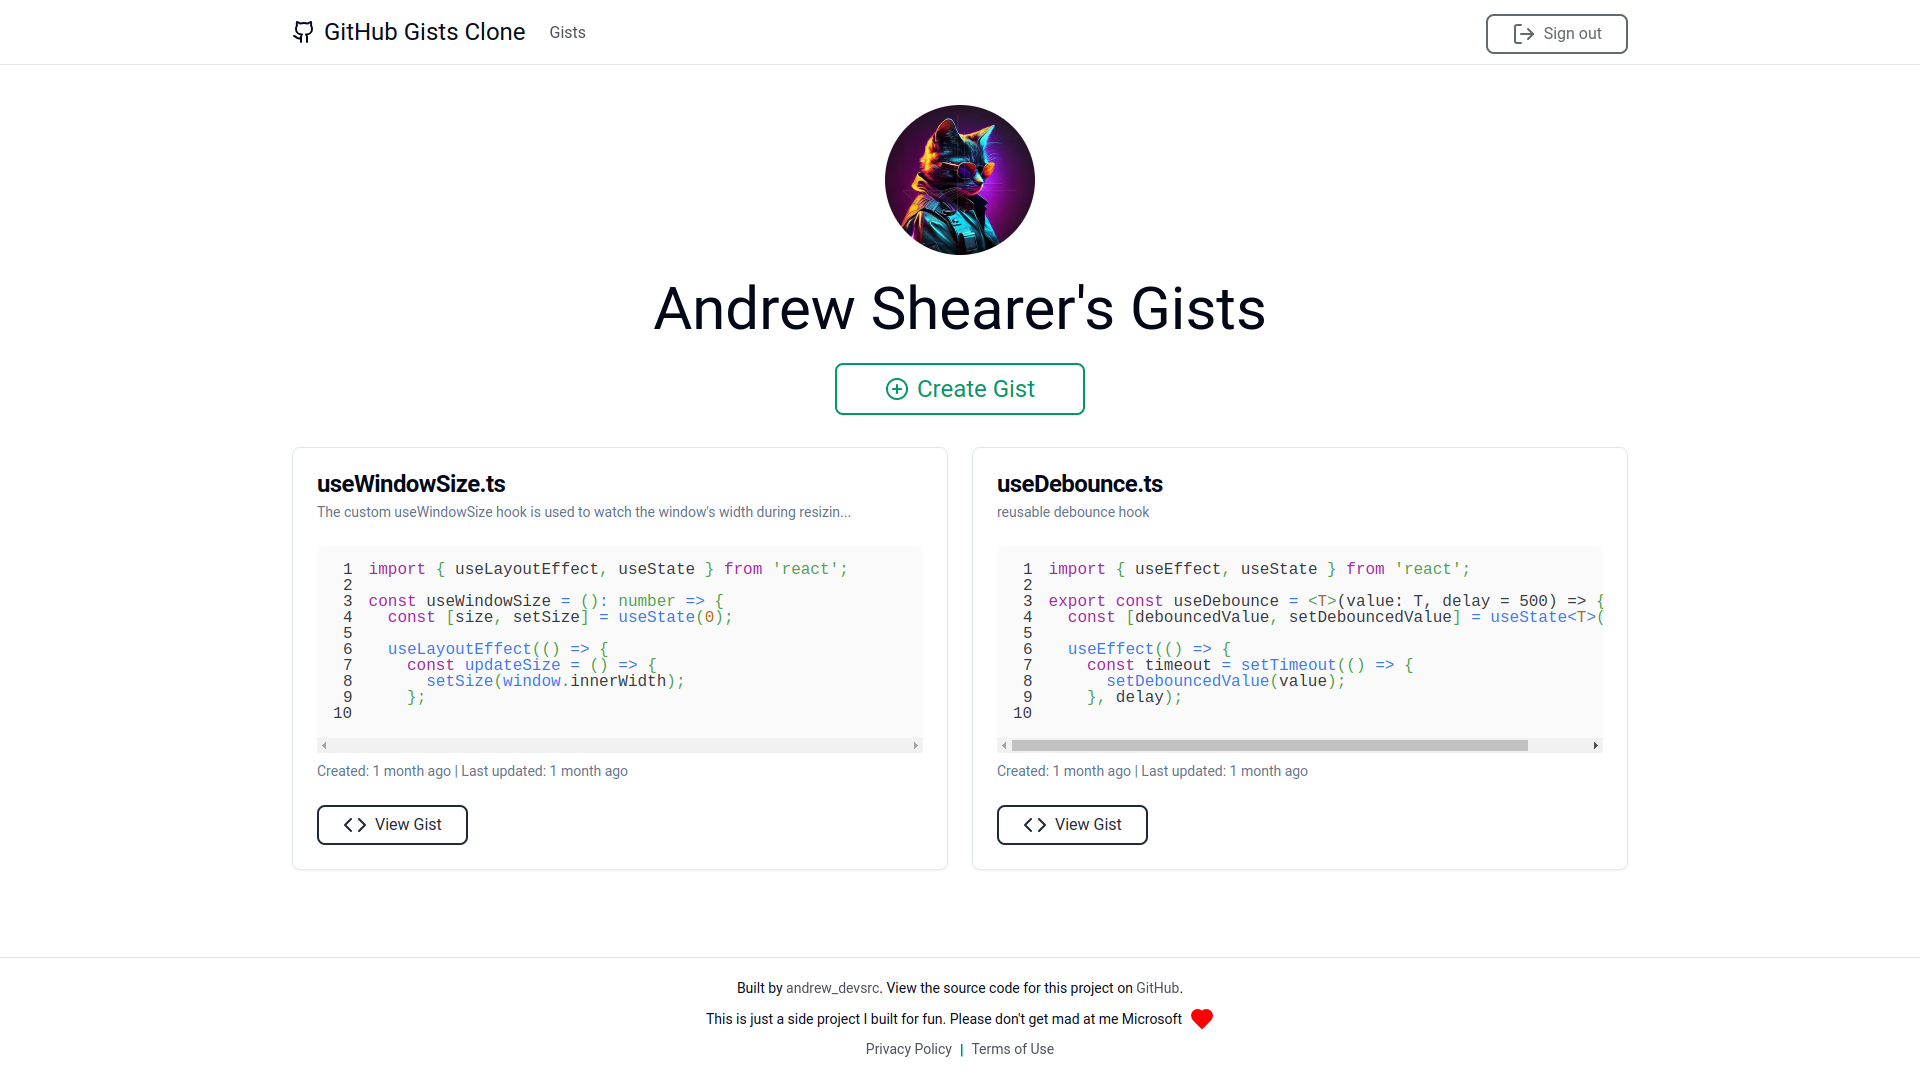 GitHub Gists Clone
Gists
Sign out
Andrew Shearer's Gists
Create Gist
useWindowSize.ts
The custom useWindowSize hook is used to watch the window's width during resizin...
1 import { useLayoutEffect, useState } from 'react';
2
3 const useWindowSize = (): number => {
4   const [size, setSize] = useState(0);
5
6   useLayoutEffect(() => {
7     const updateSize = () => {
8       setSize(window.innerWidth);
9     };
10
Created: 1 month ago | Last updated: 1 month ago
View Gist
useDebounce.ts
reusable debounce hook
1 import { useEffect, useState } from 'react';
2
3 export const useDebounce = <T>(value: T, delay = 500) => {
4   const [debouncedValue, setDebouncedValue] = useState<T>(
5
6   useEffect(() => {
7     const timeout = setTimeout(() => {
8       setDebouncedValue(value);
9     }, delay);
10
Created: 1 month ago | Last updated: 1 month ago
View Gist
Built by andrew_devsrc. View the source code for this project on GitHub.
This is just a side project I built for fun. Please don't get mad at me Microsoft
Privacy Policy | Terms of Use